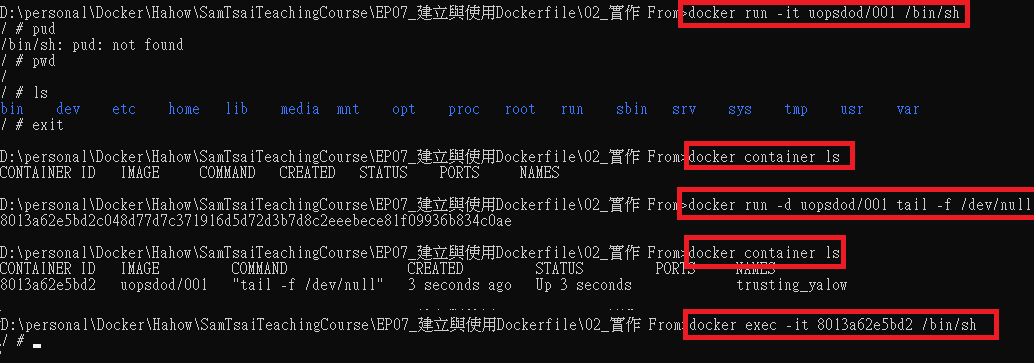 D:\personal\Docker\Hahow\SamTsaiTeachingCourse\EP07_建立與使用Dockerfile\02_實作 From>docker run -it uopsdod/001 /bin/sh
/ # pud
/bin/sh: pud: not found
/ # pwd
/
/ # ls
bin dev etc home lib media mnt opt proc root run sbin srv sys tmp usr var
/ # exit
D:\personal\Docker\Hahow\SamTsaiTeachingCourse\EP07_建立與使用Dockerfile\02_實作 From>docker container ls
CONTAINER ID IMAGE COMMAND CREATED STATUS PORTS NAMES
D:\personal\Docker\Hahow\SamTsaiTeachingCourse\EP07_建立與使用Dockerfile\02_實作 From>docker run -d uopsdod/001 tail -f /dev/null
8013a62e5bd2c048d77d7c371916d5d72d3b7d8c2eeebece81f09936b834c0ae
D:\personal\Docker\Hahow\SamTsaiTeachingCourse\EP07_建立與使用Dockerfile\02_實作 From>docker container ls
CONTAINER ID IMAGE COMMAND CREATED STATUS PORTS NAMES
8013a62e5bd2 uopsdod/001 "tail -f /dev/null" 3 seconds ago Up 3 seconds trusting_yalow
D:\personal\Docker\Hahow\SamTsaiTeachingCourse\EP07_建立與使用Dockerfile\02_實作 From>docker exec -it 8013a62e5bd2 /bin/sh
/ #